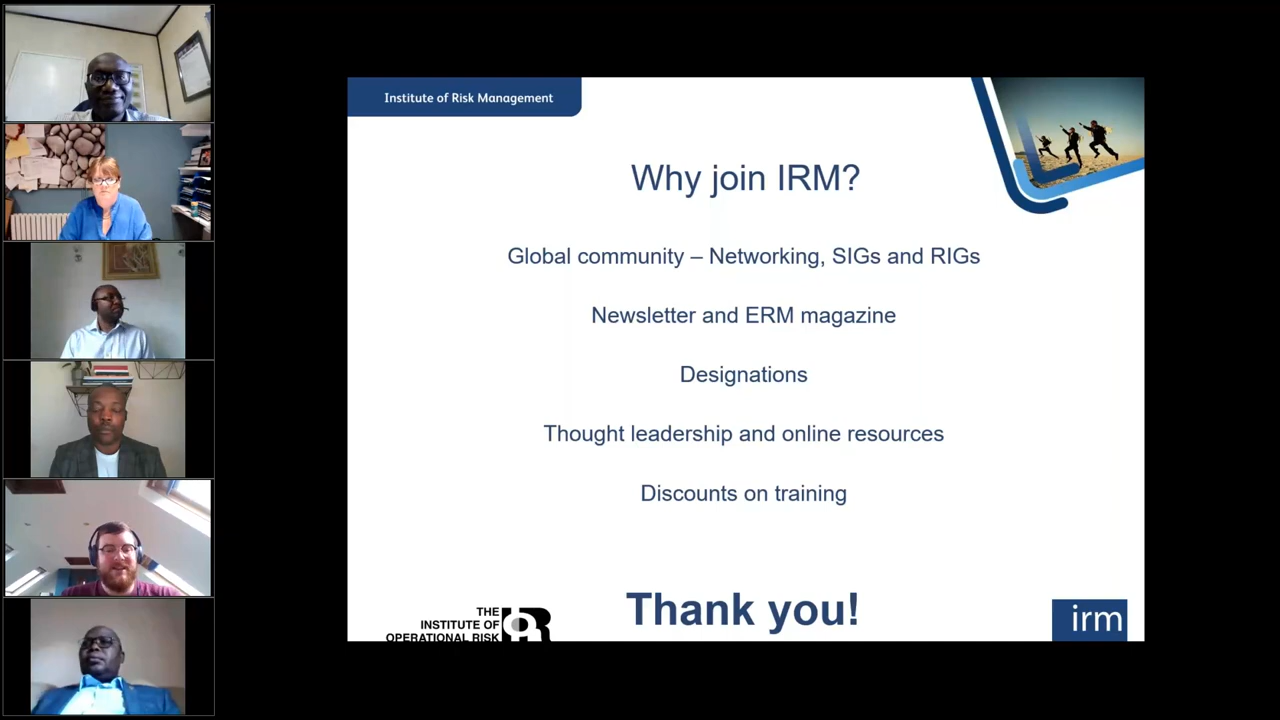 Institute of Risk Management
Why join IRM?
Global community – Networking, SIGs and RIGs
Newsletter and ERM magazine
Designations
Thought leadership and online resources
Discounts on training
Thank you!
THE
INSTITUTE OF
OPERATIONAL RISK
irm